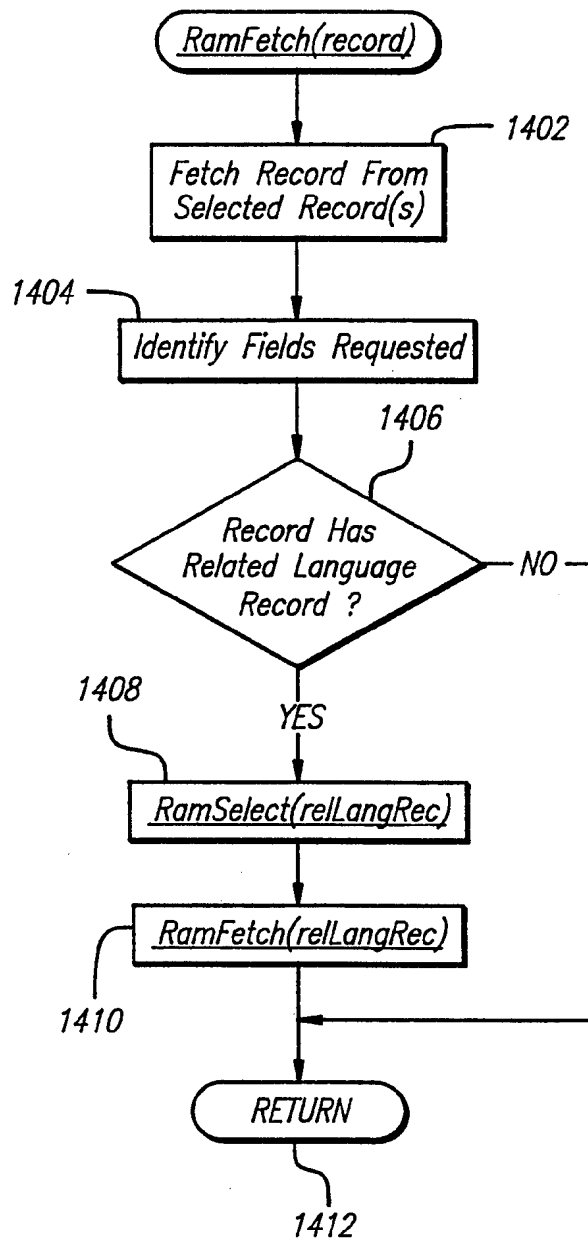 RamFetch(record)
1402
Fetch Record From
Selected Record(s)
1404
Identify Fields Requested
1406
Record Has
Related Language
Record ?
NO
YES
1408
RamSelect(relLangRec)
RamFetch(relLangRec)
1410
RETURN
1412